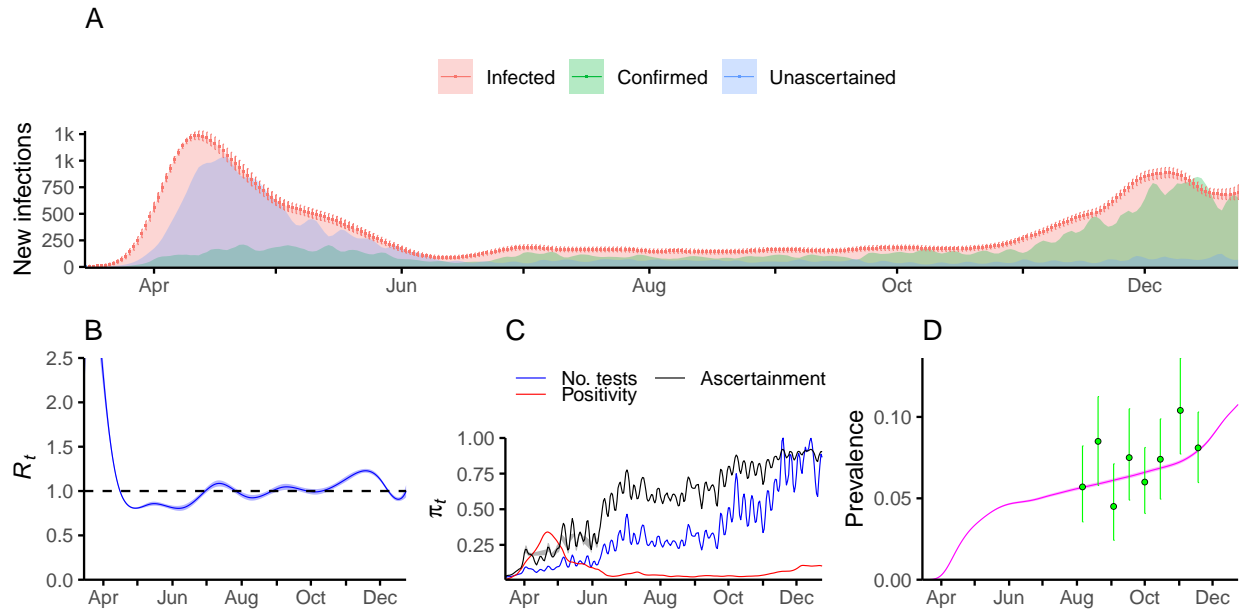 A
Infected Confirmed Unascertained
New infections
1k
1k
750
500
250
0
Apr Jun Aug Oct Dec
B
R_t
2.5
2.0
1.5
1.0
0.5
0.0
Apr Jun Aug Oct Dec
C
No. tests Ascertainment
Positivity
π_t
1.00
0.75
0.50
0.25
Apr Jun Aug Oct Dec
D
Prevalence
0.10
0.05
0.00
Apr Jun Aug Oct Dec